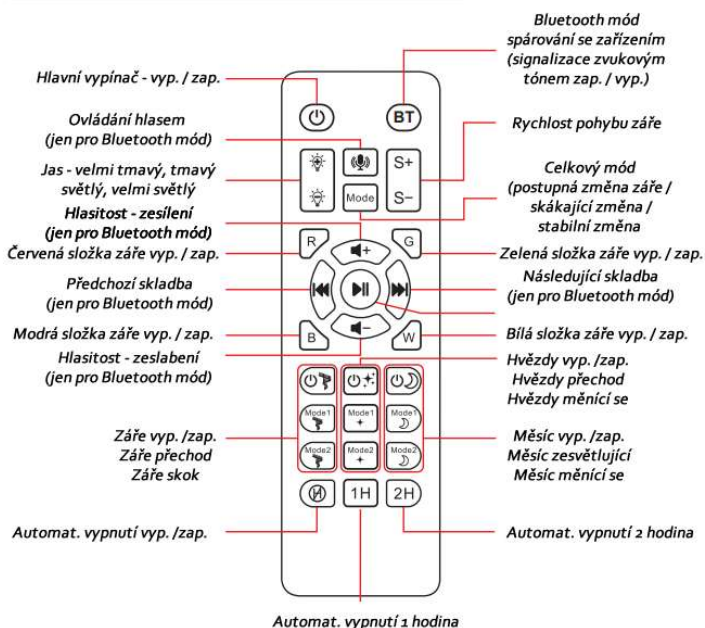 Bluetooth mód
spárování se zařízením
(signalizace zvukovým
tónem zap. / vyp.)
Hlavní vypínač - vyp. / zap.
BT
Ovládání hlasem
(jen pro Bluetooth mód)
Rychlost pohybu záře
S+
Jas - velmi tmavý, tmavý
světlý, velmi světlý
Mode
S-
Celkový mód
(postupná změna záře /
skákající změna /
stabilní změna
Hlasitost - zesílení
(jen pro Bluetooth mód)
R
G
+
Červená složka záře vyp. / zap.
Zelená složka záře vyp. / zap.
Předchozí skladba
(jen pro Bluetooth mód)
Následující skladba
(jen pro Bluetooth mód)
Modrá složka záře vyp. / zap.
B
-
W
Bílá složka záře vyp. / zap.
Hlasitost - zeslabení
(jen pro Bluetooth mód)
Hvězdy vyp. /zap.
Hvězdy přechod
Hvězdy měnící se
Mode1
Mode1
Mode1
Mode2
Mode2
Mode2
Záře vyp. /zap.
Záře přechod
Záře skok
Měsíc vyp. /zap.
Měsíc zesvětlující
Měsíc měnící se
H
1H
2H
Automat. vypnutí vyp. /zap.
Automat. vypnutí 2 hodina
Automat. vypnutí 1 hodina